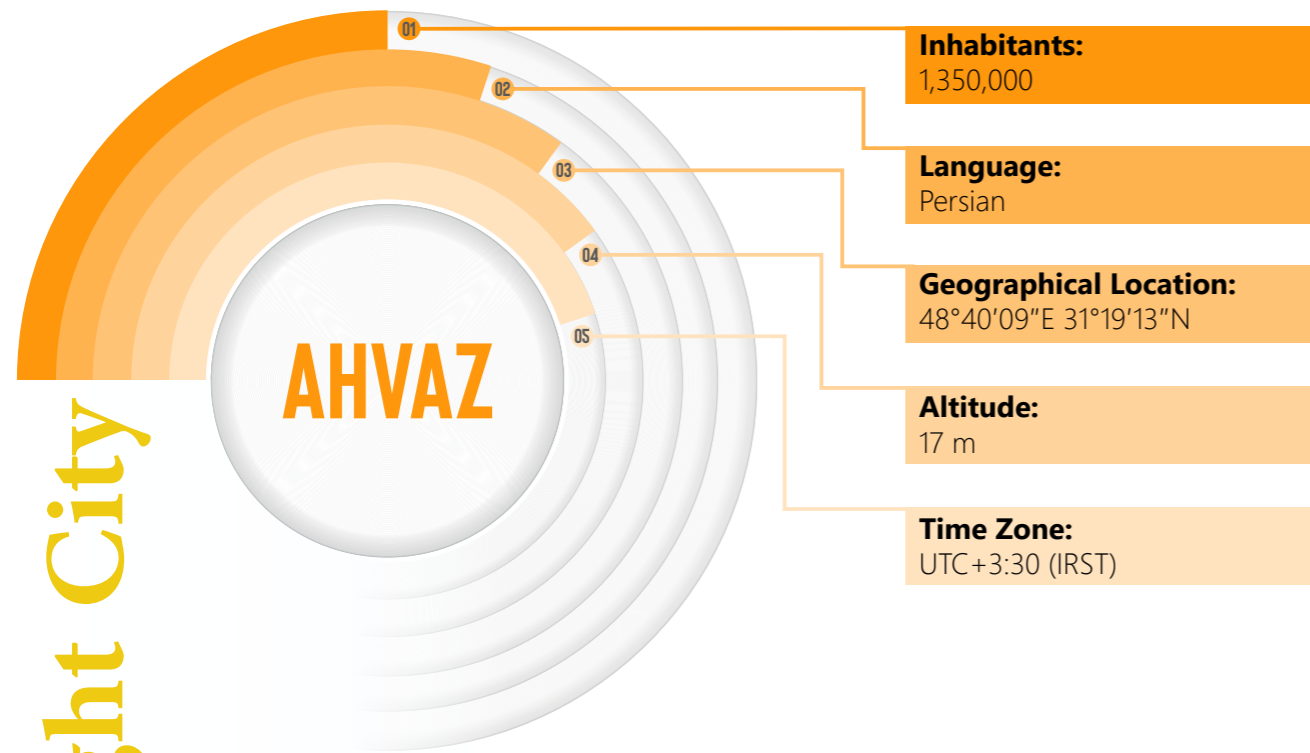 01
Inhabitants:
1,350,000
02
Language:
Persian
03
Geographical Location:
48°40'09"E 31°19'13"N
04
Altitude:
17 m
05
Time Zone:
UTC+3:30 (IRST)
AHVAZ
City